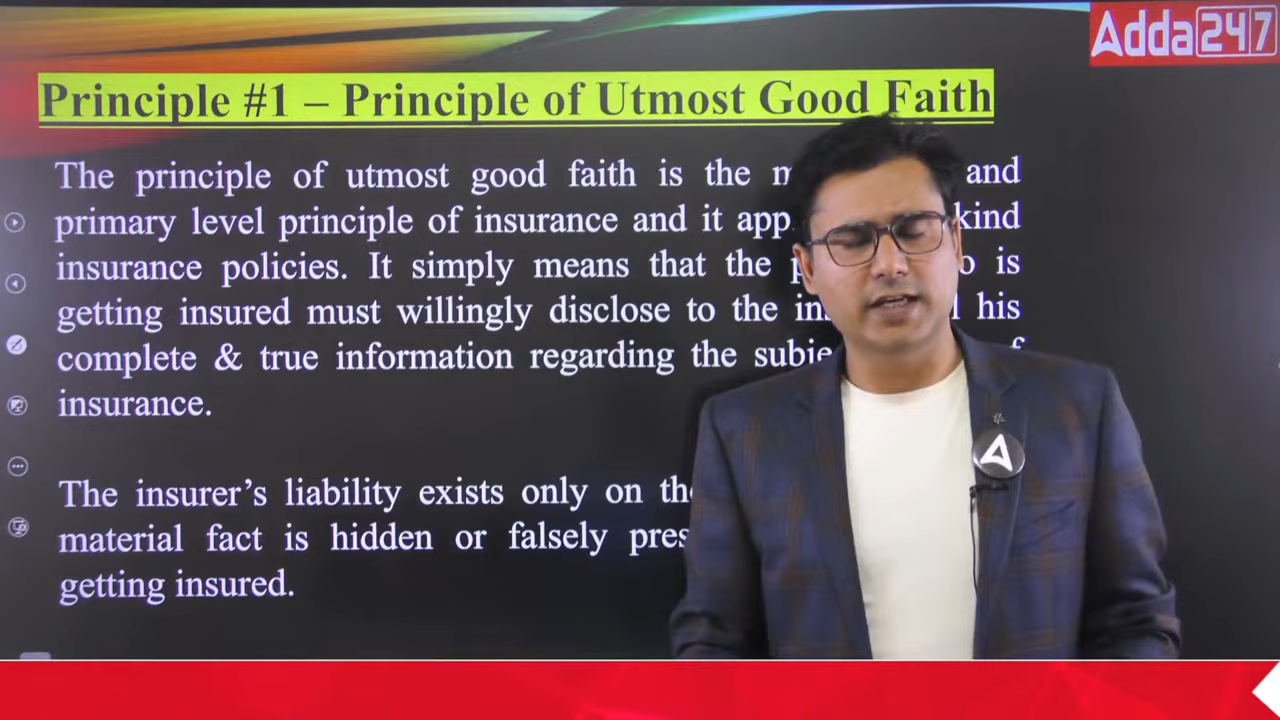 Adda247
Principle #1 – Principle of Utmost Good Faith
The principle of utmost good faith is the and
primary level principle of insurance and it kind
insurance policies. It simply means that the is
getting insured must willingly disclose to the his
complete & true information regarding the
insurance.
The insurer’s liability exists only on
material fact is hidden or falsely
getting insured.